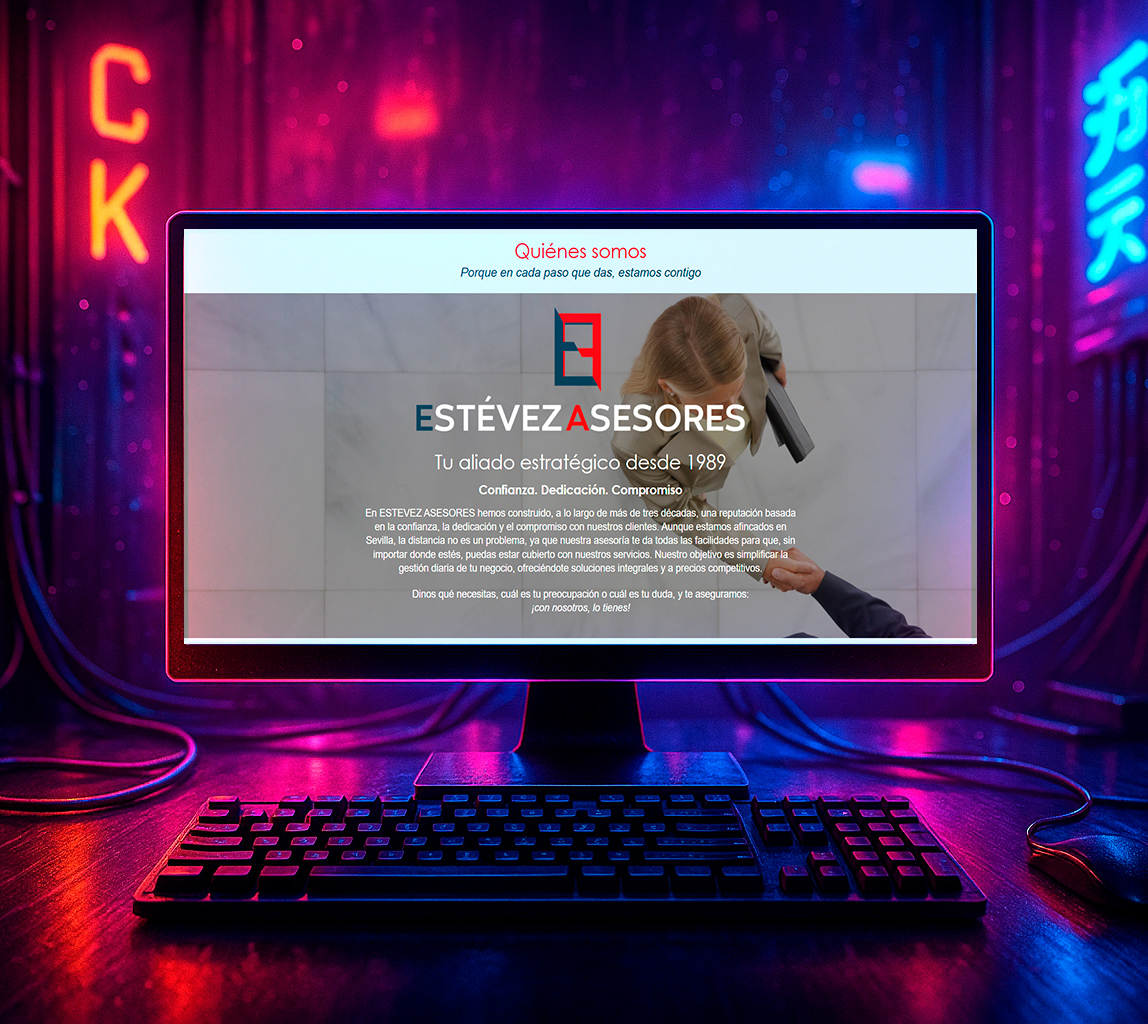 C
K
Quiénes somos
Porque en cada paso que das, estamos contigo
ESTÉVEZ ASESORES
Tu aliado estratégico desde 1989
Confianza. Dedicación. Compromiso
En ESTEVEZ ASESORES hemos construido, a lo largo de más de tres décadas, una reputación basada
en la confianza, la dedicación y el compromiso con nuestros clientes. Aunque estamos afincados en
Sevilla, la distancia no es un problema, ya que nuestra asesoría te da todas las facilidades para que, sin
importar donde estés, puedas estar cubierto con nuestros servicios. Nuestro objetivo es simplificar la
gestión diaria de tu negocio, ofreciéndote soluciones integrales y a precios competitivos.
Dinos qué necesitas, cuál es tu preocupación o cuál es tu duda, y te aseguramos:
¡con nosotros, lo tienes!